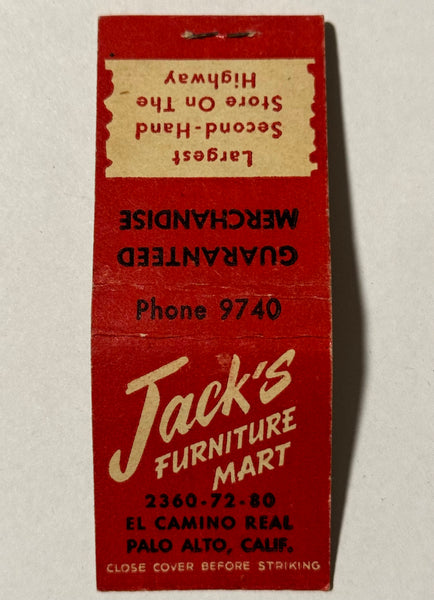 Largest
Second-Hand
Store On The
Highway
GUARANTEED
MERCHANDISE
Phone 9740
Jack's
FURNITURE
MART
2360-72-80
EL CAMINO REAL
PALO ALTO, CALIF.
CLOSE COVER BEFORE STRIKING